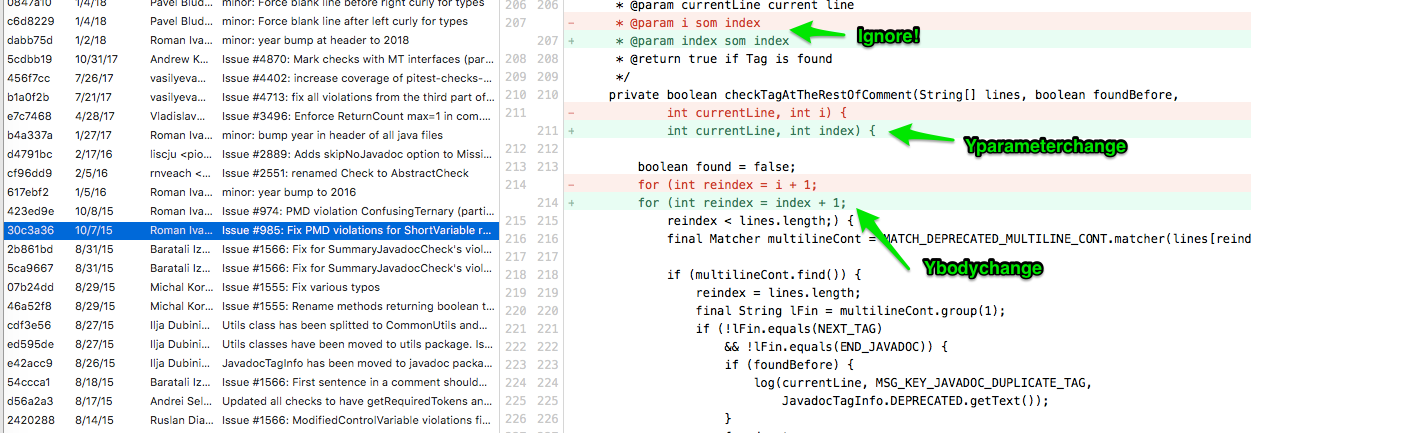 0847a10 1/4/18 Pavel Blud... minor: Force blank line before right curly for types
c6d8229 1/4/18 Pavel Blud... minor: Force blank line after left curly for types
dabb75d 1/2/18 Roman Iva... minor: year bump at header to 2018
5cdbb19 10/31/17 Andrew K... Issue #4870: Mark checks with MT interfaces (par...
456f7cc 7/26/17 vasilyeva... Issue #4402: increase coverage of pitest-checks-...
b1a0f2b 7/21/17 vasilyeva... Issue #4713: fix all violations from the third part of...
e7c7468 4/28/17 Vladislav... Issue #3496: Enforce ReturnCount max=1 in com....
b4a337a 1/27/17 Roman Iva... minor: bump year in header of all java files
d4791bc 2/17/16 liscju <pio... Issue #2889: Adds skipNoJavadoc option to Missi...
cf96dd9 2/5/16 rnveach <... Issue #2551: renamed Check to AbstractCheck
617ebf2 1/5/16 Roman Iva... minor: year bump to 2016
423ed9e 10/8/15 Roman Iva... Issue #974: PMD violation ConfusingTernary (parti...
30c3a36 10/7/15 Roman Iva... Issue #985: Fix PMD violations for ShortVariable r...
2b861bd 8/31/15 Baratali Iz... Issue #1566: Fix for SummaryJavadocCheck's viol...
5ca9667 8/31/15 Baratali Iz... Issue #1566: Fix for SummaryJavadocCheck's viol...
07b24dd 8/29/15 Michal Kor... Issue #1555: Fix various typos
46a52f8 8/29/15 Michal Kor... Issue #1555: Rename methods returning boolean t...
cdf3e56 8/27/15 Ilja Dubini... Utils class has been splitted to CommonUtils and...
ed595de 8/27/15 Ilja Dubini... Utils classes have been moved to utils package. Is...
e42acc9 8/26/15 Ilja Dubini... JavadocTagInfo has been moved to javadoc packa...
54ccca1 8/18/15 Baratali Iz... Issue #1566: First sentence in a comment should...
d56a2a3 8/17/15 Andrei Sel... Updated all checks to have getRequiredTokens an...
2420288 8/14/15 Ruslan Dia... Issue #1566: ModifiedControlVariable violations fi...
206 206 * @param currentLine current line
207 - * @param i som index
Ignore!
207 + * @param index som index
208 208 * @return true if Tag is found
209 209 */
210 210 private boolean checkTagAtTheRestOfComment(String[] lines, boolean foundBefore,
211 - int currentLine, int i) {
211 + int currentLine, int index) {
Yparameterchange
212 212
213 213 boolean found = false;
214 - for (int reindex = i + 1;
214 + for (int reindex = index + 1;
215 215 reindex < lines.length;) {
216 216 final Matcher multilineCont = MATCH_DEPRECATED_MULTILINE_CONT.matcher(lines[reind
217 217
Ybodychange
218 218 if (multilineCont.find()) {
219 219 reindex = lines.length;
220 220 final String lFin = multilineCont.group(1);
221 221 if (!lFin.equals(NEXT_TAG)
222 222 && !lFin.equals(END_JAVADOC)) {
223 223 if (foundBefore) {
224 224 log(currentLine, MSG_KEY_JAVADOC_DUPLICATE_TAG,
225 225 JavadocTagInfo.DEPRECATED.getText());
226 226 }